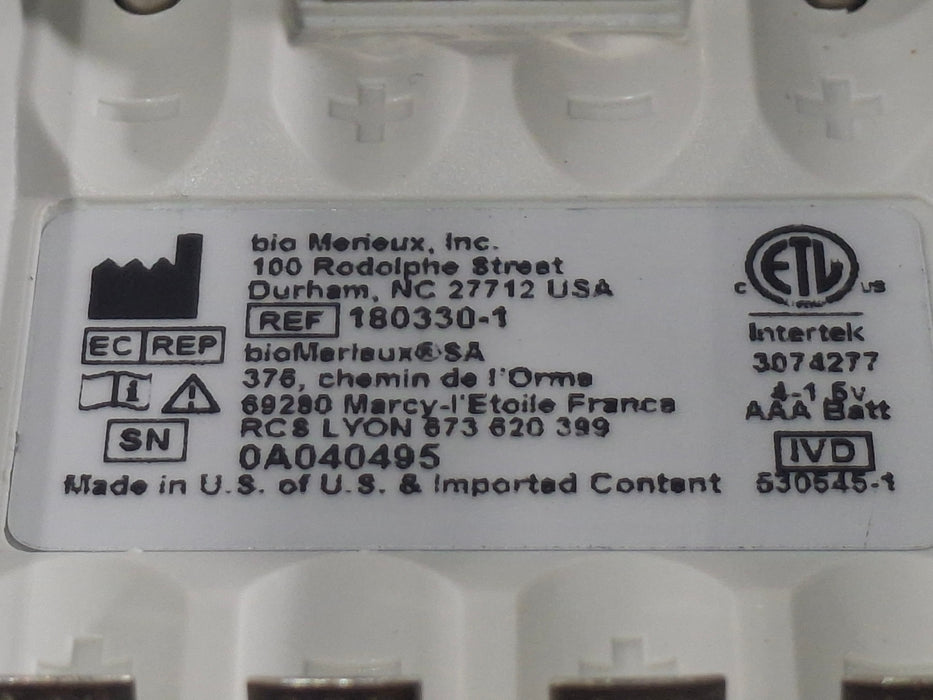 bio Merieux, Inc.
100 Rodolphe Street
Durham, NC 27712 USA
REF 180330-1
EC REP
bioMerieux® SA
376, chemin de l'Orme
69280 Marcy-l'Etoile France
RCS LYON 673 620 399
SN
0A040495
Made in U.S. of U.S. & Imported Content
ETL
C US
Intertek
3074277
4-1.5v
AAA Batt
IVD
530545-1